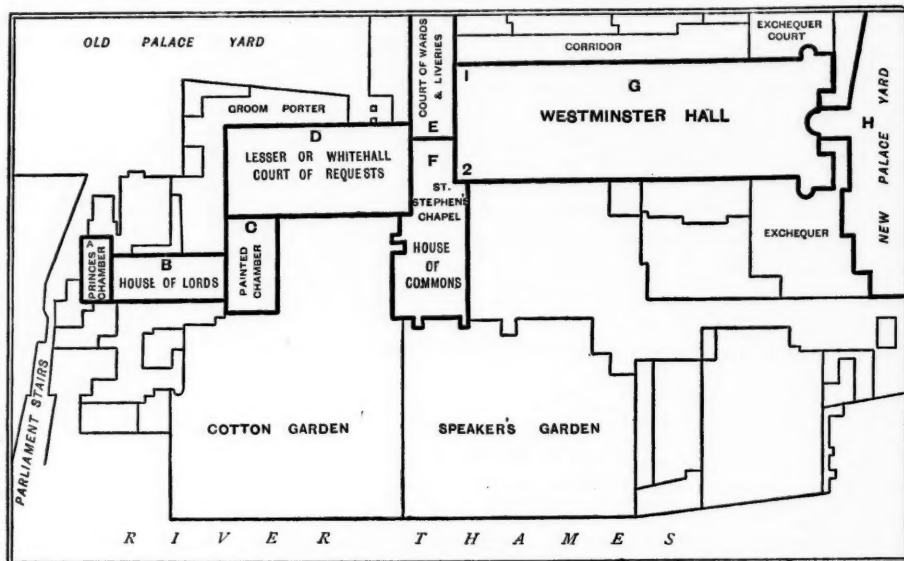 OLD PALACE YARD
COURT OF WARDS
& LIVERIES
E
CORRIDOR
EXCHEQUER
COURT
1
G
WESTMINSTER HALL
2
H
NEW PALACE YARD
GROOM PORTER
D
LESSER OR WHITEHALL
COURT OF REQUESTS
F
ST.
STEPHEN'S
CHAPEL
HOUSE
OF
COMMONS
EXCHEQUER
A
PRINCES
CHAMBER
B
HOUSE OF LORDS
C
PAINTED
CHAMBER
PARLIAMENT STAIRS
COTTON GARDEN
SPEAKER'S GARDEN
RIVER THAMES